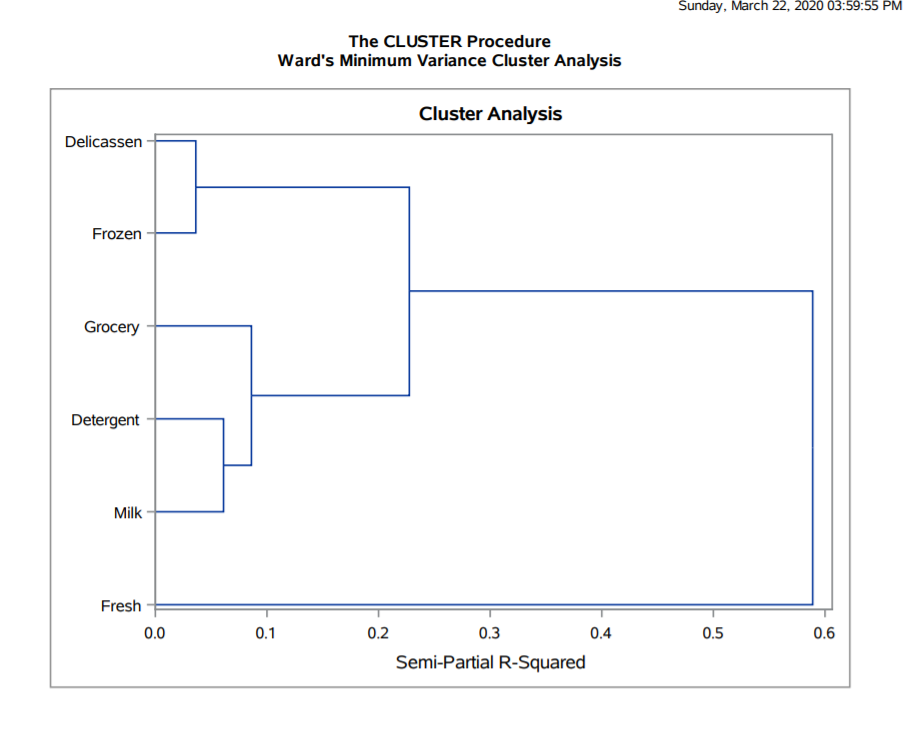 Sunday, March 22, 2020 03:59:55 PM
The CLUSTER Procedure
Ward's Minimum Variance Cluster Analysis
Cluster Analysis
Delicassen
Frozen
Grocery
Detergent
Milk
Fresh
0.0 0.1 0.2 0.3 0.4 0.5 0.6
Semi-Partial R-Squared